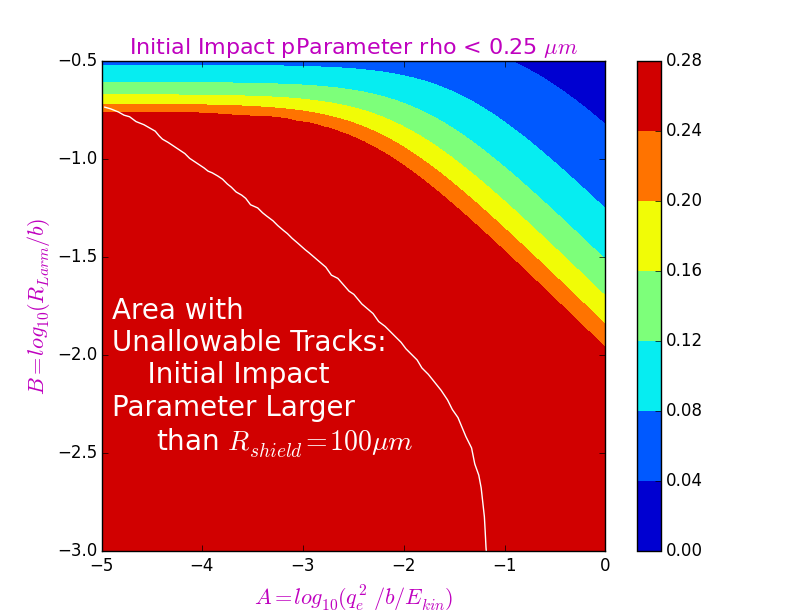 Initial Impact pParameter rho < 0.25 μm
−0.5
−1.0
−1.5
−2.0
−2.5
−3.0
B=log10(RLarm/b)
Area with
Unallowable Tracks:
Initial Impact
Parameter Larger
than Rshield=100μm
−5
−4
−3
−2
−1
0
A=log10(qe^2/b/Ekin)
0.28
0.24
0.20
0.16
0.12
0.08
0.04
0.00